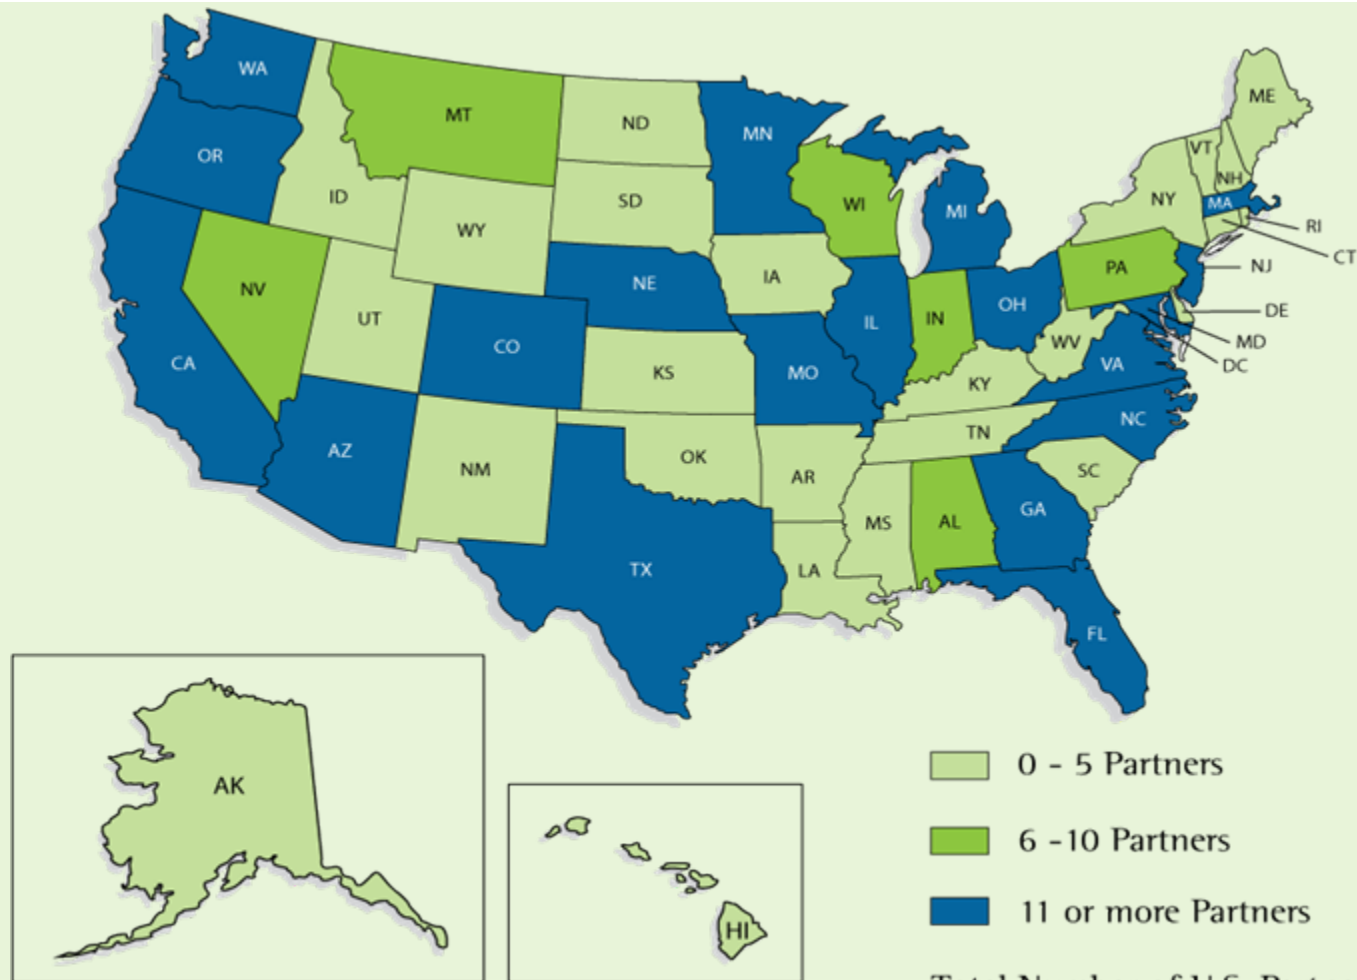 WA
MT
ND
MN
ME
OR
ID
SD
WI
MI
VT
NH
NY
MA
WY
RI
CT
NV
UT
NE
IA
PA
NJ
CO
IL
IN
OH
DE
WV
MD
DC
CA
KS
MO
KY
VA
AZ
NM
OK
AR
TN
NC
SC
MS
AL
GA
TX
LA
FL
AK
HI
0 - 5 Partners
6 -10 Partners
11 or more Partners